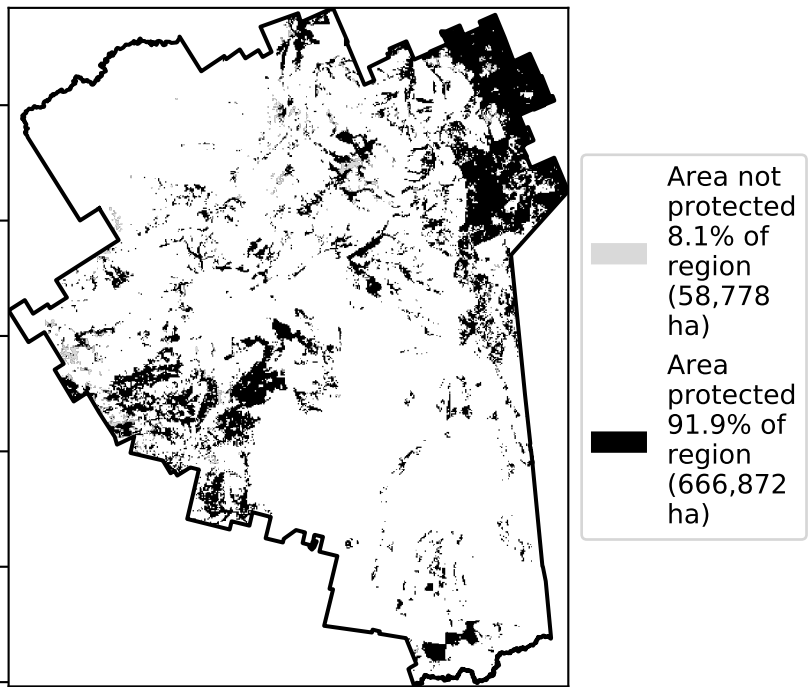 Area not
protected
8.1% of
region
(58,778
ha)
Area
protected
91.9% of
region
(666,872
ha)